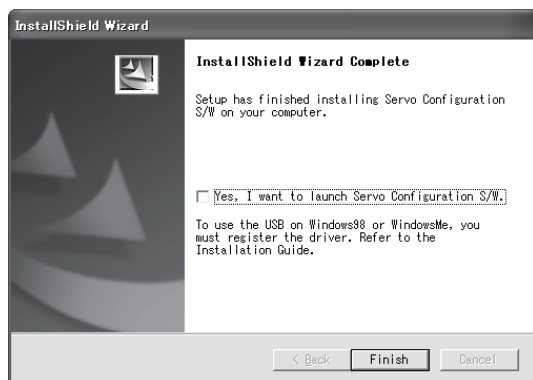 InstallShield Wizard
InstallShield Wizard Complete
Setup has finished installing Servo Configuration
S/W on your computer.
Yes, I want to launch Servo Configuration S/W.
To use the USB on Windows98 or WindowsMe, you
must register the driver. Refer to the
Installation Guide.
< Back
Finish
Cancel